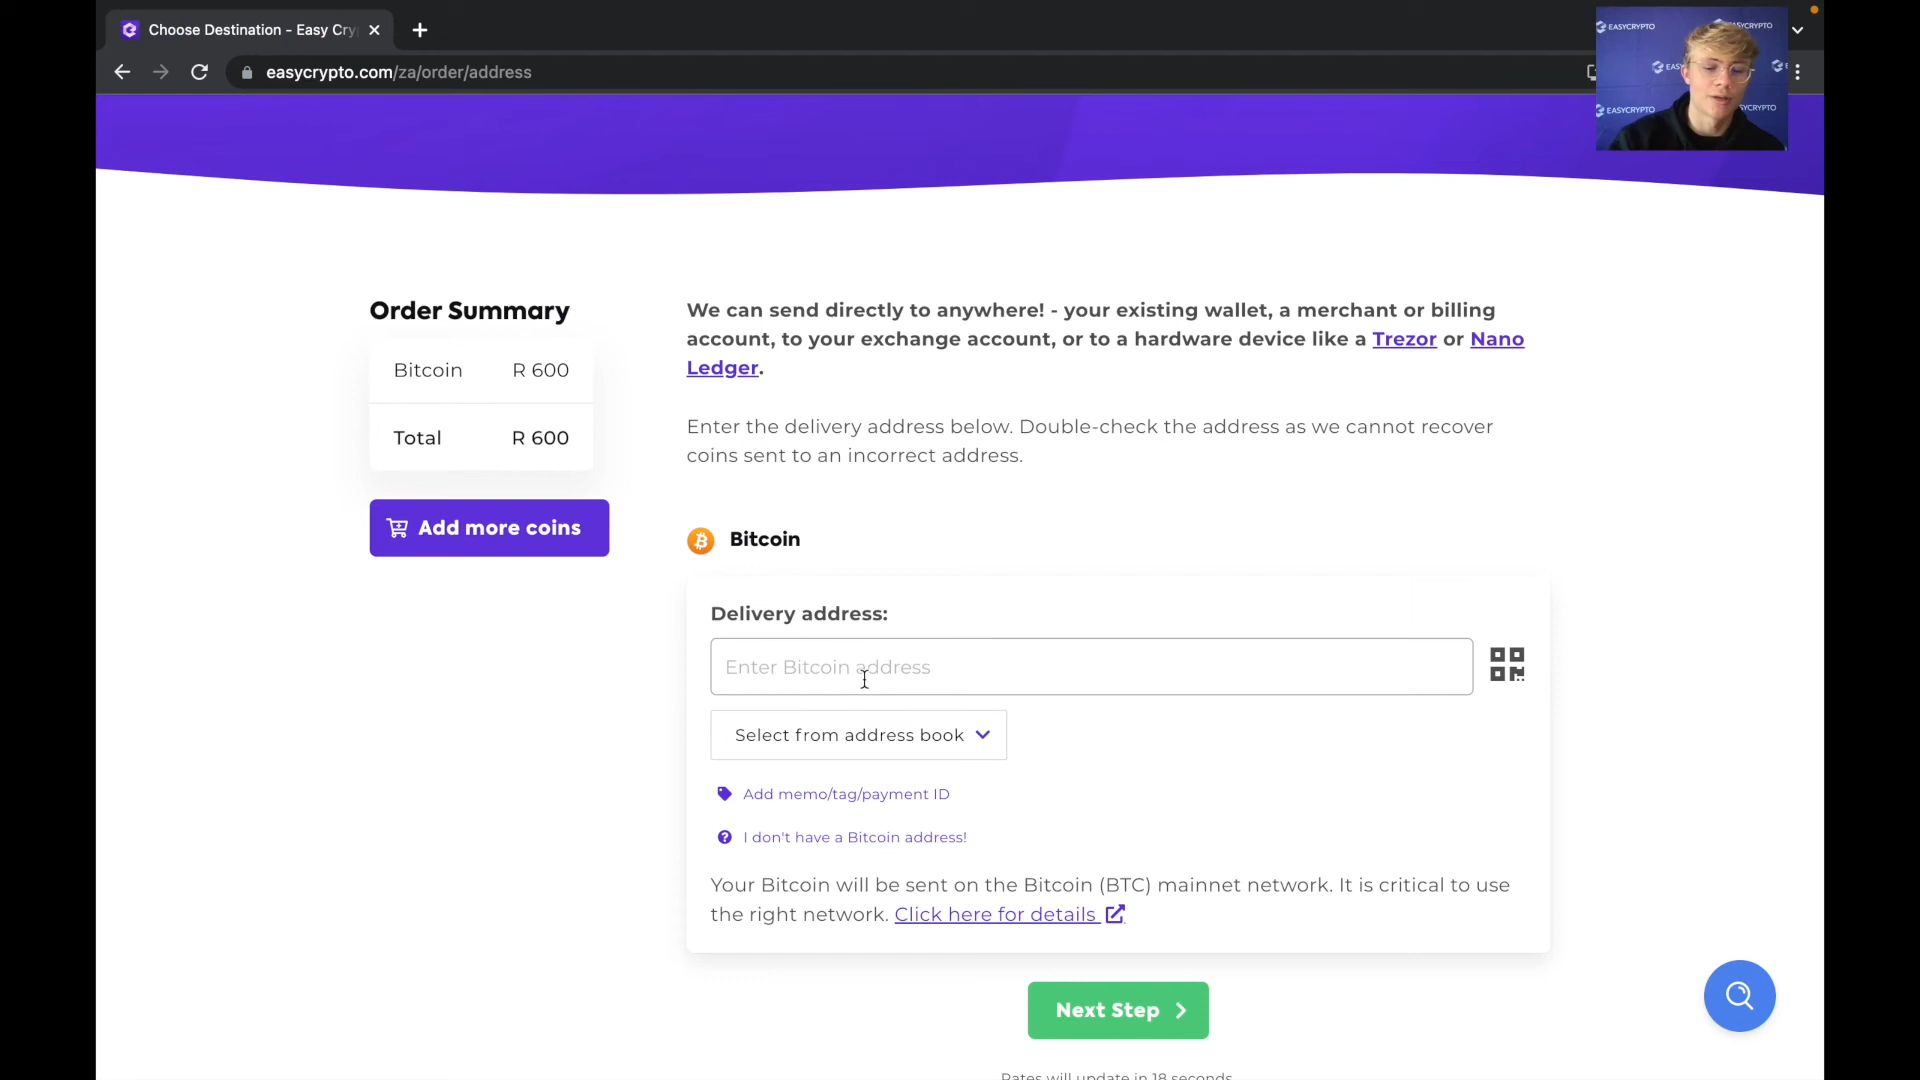 Choose Destination - Easy Cry
easycrypto.com/za/order/address
EASYCRYPTO
EASYCRYPTO
EASYCRYPTO
Order Summary
Bitcoin R 600
Total R 600
Add more coins
We can send directly to anywhere! - your existing wallet, a merchant or billing
account, to your exchange account, or to a hardware device like a Trezor or Nano
Ledger.
Enter the delivery address below. Double-check the address as we cannot recover
coins sent to an incorrect address.
Bitcoin
Delivery address:
Enter Bitcoin address
Select from address book
Add memo/tag/payment ID
I don't have a Bitcoin address!
Your Bitcoin will be sent on the Bitcoin (BTC) mainnet network. It is critical to use
the right network. Click here for details
Next Step
Rates will update in 18 seconds